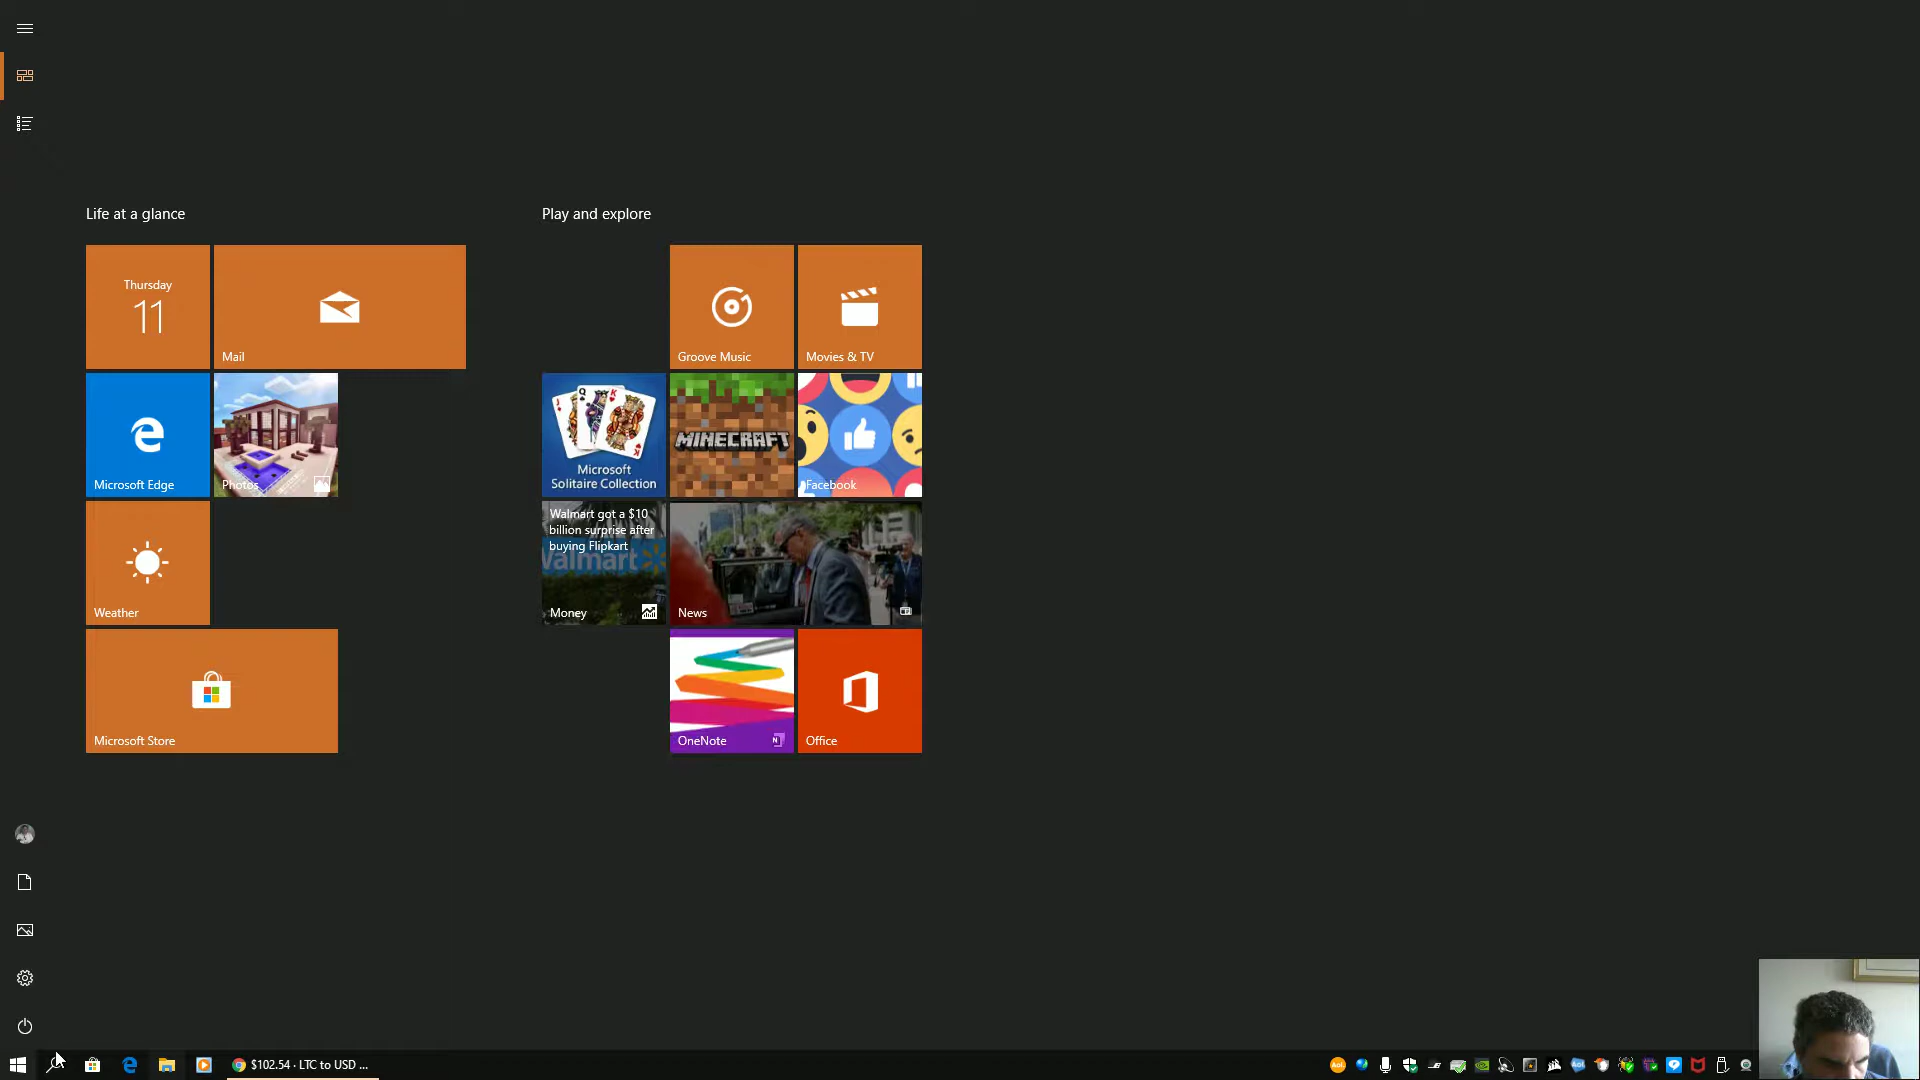 Life at a glance
Play and explore
Thursday
11
Mail
Groove Music
Movies & TV
Microsoft Edge
Photos
Microsoft
Solitaire Collection
MINECRAFT
Facebook
Weather
Walmart got a $10
billion surprise after
buying Flipkart
Walmart
Money
News
Microsoft Store
OneNote
Office
$102.54 · LTC to USD ...